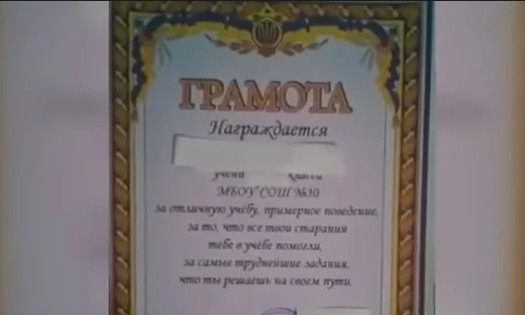 ГРАМОТА
Награждается
МБОУ СОШ №30
за отличную учёбу, примерное поведение,
за то, что все твои старания
тебе в учёбе помогли,
за самые труднейшие задания,
что ты решаешь на своем пути.